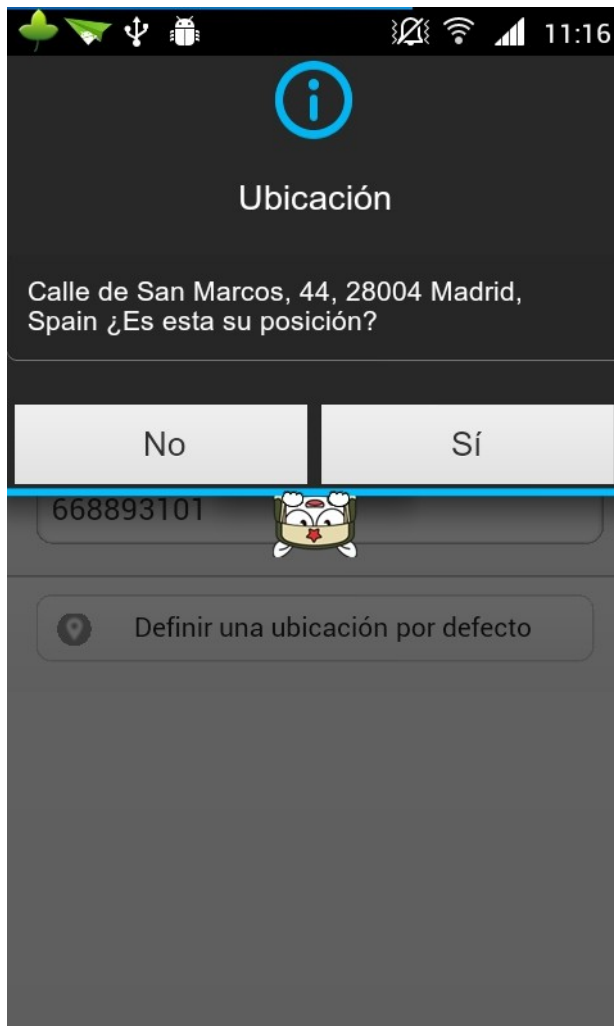 11:16
Ubicación
Calle de San Marcos, 44, 28004 Madrid,
Spain ¿Es esta su posición?
No Sí
668893101
Definir una ubicación por defecto